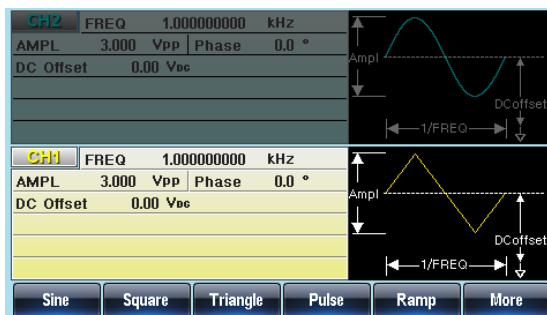 CH2 FREQ 1.000000000 kHz
AMPL 3.000 Vpp Phase 0.0 °
DC Offset 0.00 VDC
Ampl
DCoffset
1/FREQ
CH1 FREQ 1.000000000 kHz
AMPL 3.000 Vpp Phase 0.0 °
DC Offset 0.00 VDC
Ampl
DCoffset
1/FREQ
Sine Square Triangle Pulse Ramp More